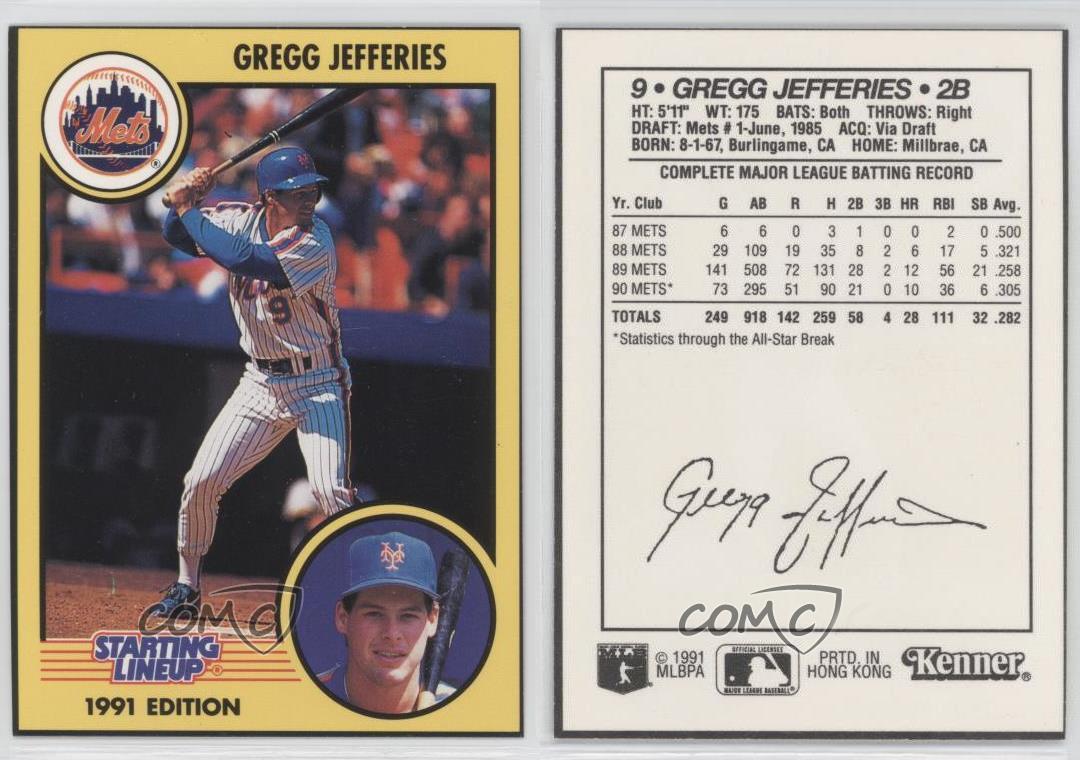 GREGG JEFFERIES
Mets
®
9
NY
COMC
STARTING
LINEUP®
1991 EDITION
9 • GREGG JEFFERIES • 2B
HT: 5'11" WT: 175 BATS: Both THROWS: Right
DRAFT: Mets # 1-June, 1985 ACQ: Via Draft
BORN: 8-1-67, Burlingame, CA HOME: Millbrae, CA
COMPLETE MAJOR LEAGUE BATTING RECORD
Yr. Club G AB R H 2B 3B HR RBI SB Avg.
87 METS 6 6 0 3 1 0 0 2 0 .500
88 METS 29 109 19 35 8 2 6 17 5 .321
89 METS 141 508 72 131 28 2 12 56 21 .258
90 METS* 73 295 51 90 21 0 10 36 6 .305
TOTALS 249 918 142 259 58 4 28 111 32 .282
*Statistics through the All-Star Break
Gregg Jefferies
COMC
© 1991
MLBPA
OFFICIAL LICENSEE
MAJOR LEAGUE BASEBALL®
PRTD. IN
HONG KONG
Kenner®